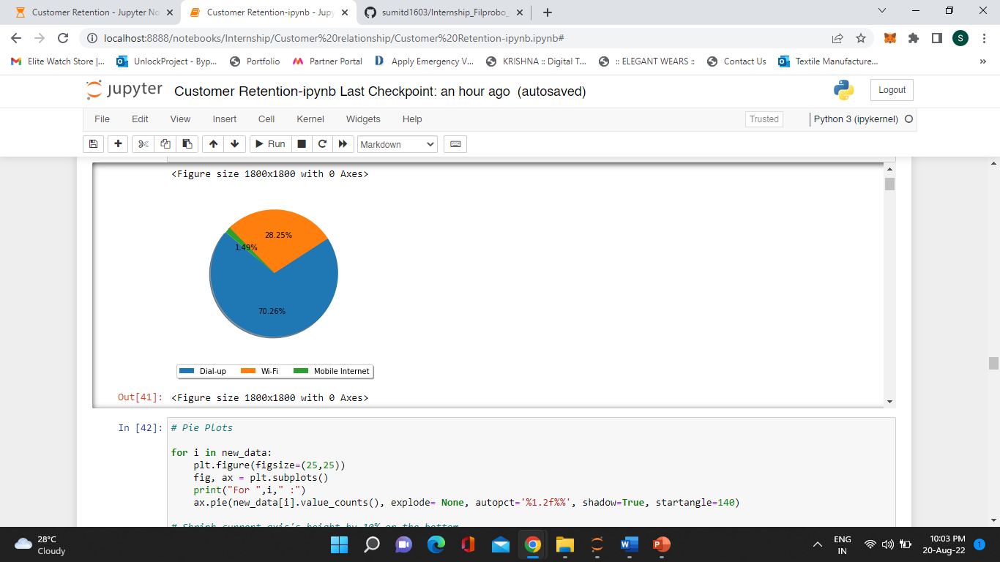 Customer Retention - Jupyter No
Customer Retention-ipynb - Jupy
sumitd1603/Internship_Filprobo_
localhost:8888/notebooks/Internship/Customer%20relationship/Customer%20Retention-ipynb.ipynb#
S
Elite Watch Store |...
UnlockProject - Byp...
Portfolio
Partner Portal
Apply Emergency V...
KRISHNA :: Digital T...
:: ELEGANT WEARS ::
Contact Us
Textile Manufacture...
»
jupyter
Customer Retention-ipynb Last Checkpoint: an hour ago (autosaved)
Logout
File Edit View Insert Cell Kernel Widgets Help
Trusted
Python 3 (ipykernel)
Run
Markdown
<Figure size 1800x1800 with 0 Axes>
28.25%
1.49%
70.26%
Dial-up Wi-Fi Mobile Internet
Out[41]: <Figure size 1800x1800 with 0 Axes>
In [42]: # Pie Plots
for i in new_data:
plt.figure(figsize=(25,25))
fig, ax = plt.subplots()
print("For ",i," :")
ax.pie(new_data[i].value_counts(), explode= None, autopct='%1.2f%%', shadow=True, startangle=140)
# Shrink current axis's height by 10% on the bottom
28°C
Cloudy
ENG
IN
10:03 PM
20-Aug-22
1